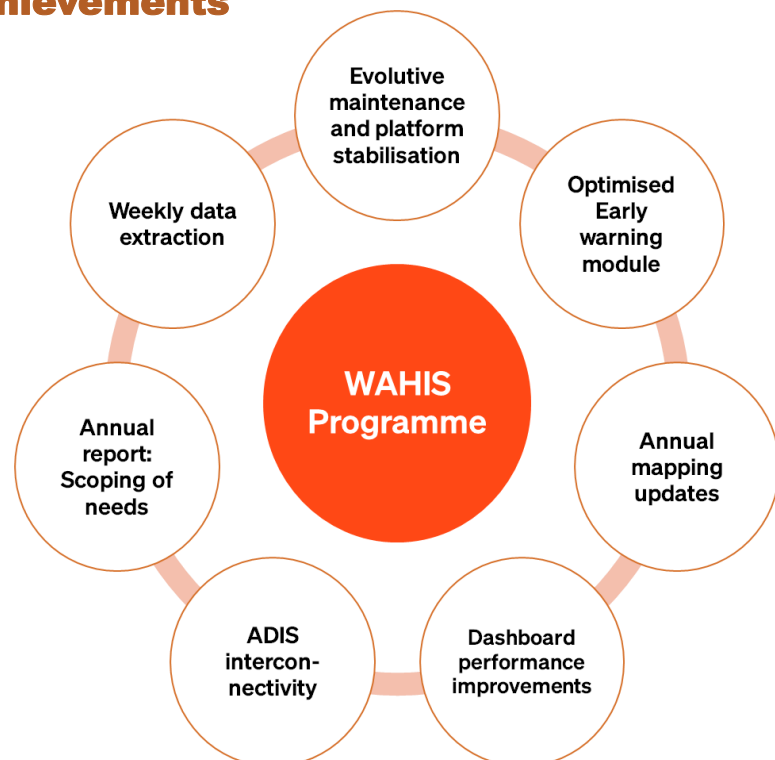 hievements
Evolutive
maintenance
and platform
stabilisation
Optimised
Early
warning
module
Annual
mapping
updates
Dashboard
performance
improvements
ADIS
intercon-
nectivity
Annual
report:
Scoping of
needs
Weekly data
extraction
WAHIS
Programme